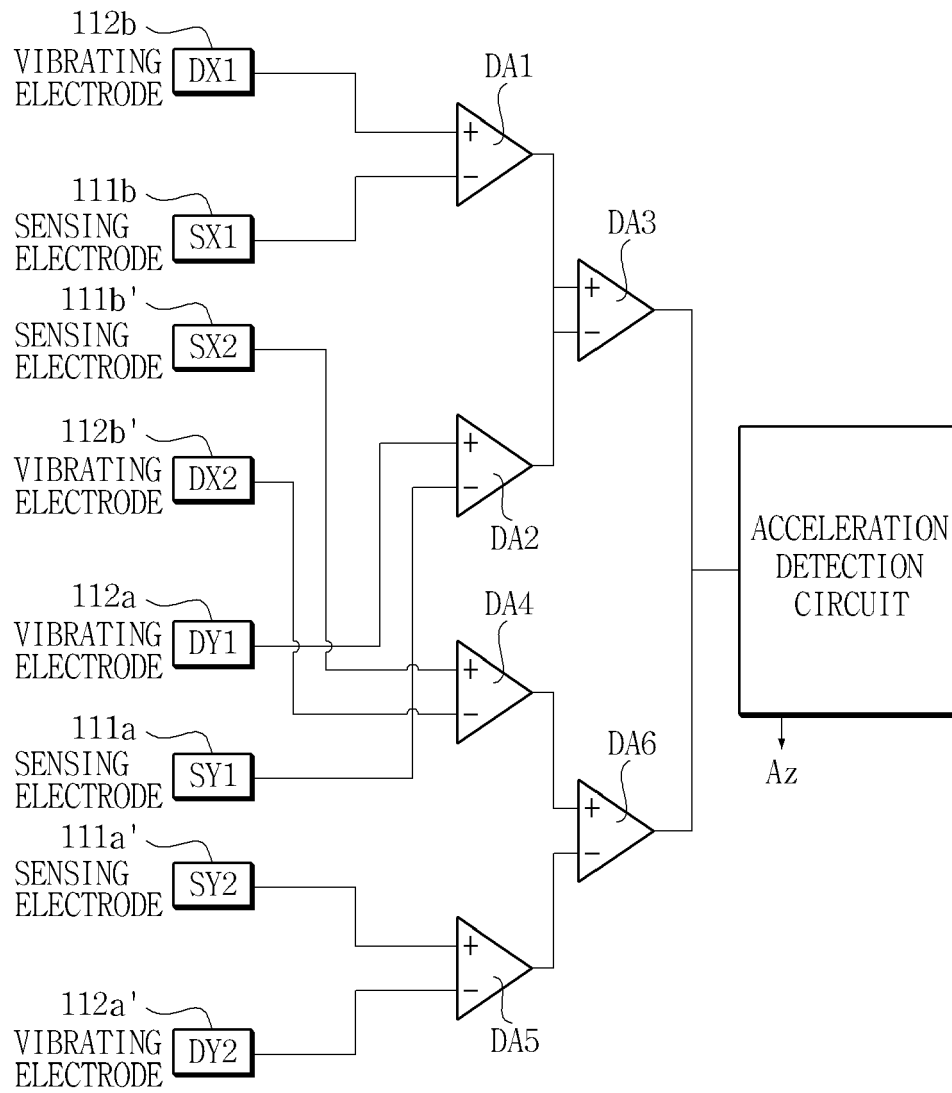 112b
VIBRATING
ELECTRODE
DX1
DA1
+
−
111b
SENSING
ELECTRODE
SX1
DA3
+
−
111b'
SENSING
ELECTRODE
SX2
112b'
VIBRATING
ELECTRODE
DX2
+
−
DA2
ACCELERATION
DETECTION
CIRCUIT
112a
VIBRATING
ELECTRODE
DY1
DA4
+
−
111a
SENSING
ELECTRODE
SY1
DA6
+
−
Az
111a'
SENSING
ELECTRODE
SY2
+
−
DA5
112a'
VIBRATING
ELECTRODE
DY2